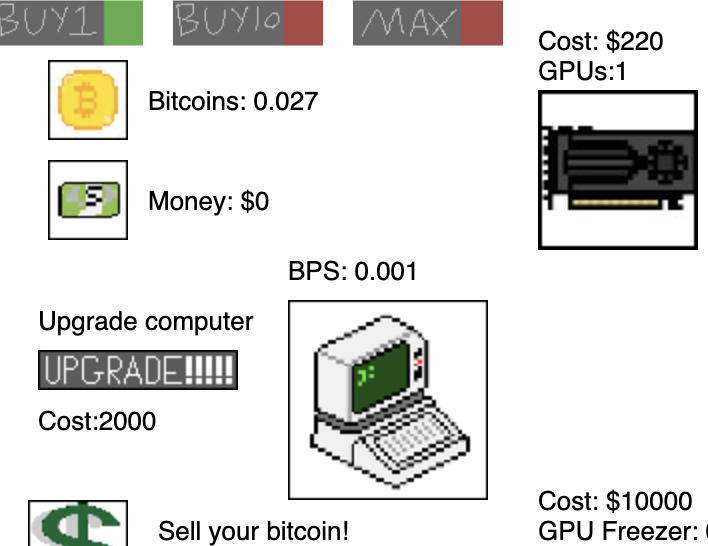 BUY1 BUY10 MAX
Cost: $220
GPUs:1
Bitcoins: 0.027
Money: $0
BPS: 0.001
Upgrade computer
UPGRADE!!!!!
Cost:2000
Cost: $10000
Sell your bitcoin!
GPU Freezer: